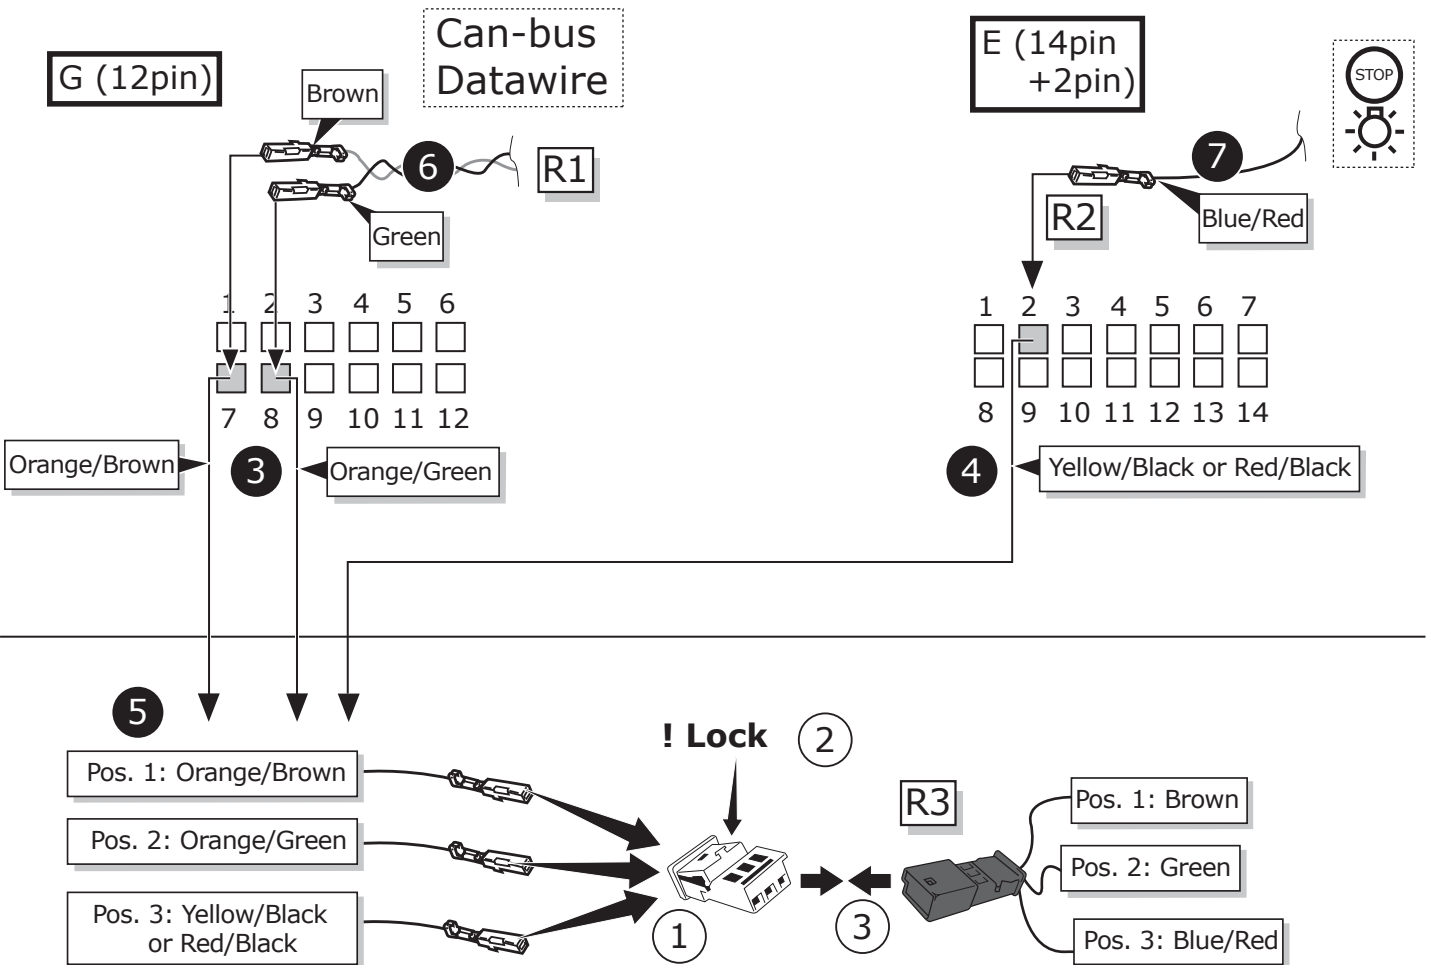 G (12pin)
Can-bus
Datawire
E (14pin
+2pin)
STOP
Brown
6
R1
Green
7
R2
Blue/Red
1 2 3 4 5 6
7 8 9 10 11 12
1 2 3 4 5 6 7
8 9 10 11 12 13 14
Orange/Brown
3
Orange/Green
4
Yellow/Black or Red/Black
5
! Lock
2
Pos. 1: Orange/Brown
Pos. 2: Orange/Green
Pos. 3: Yellow/Black
or Red/Black
1
3
R3
Pos. 1: Brown
Pos. 2: Green
Pos. 3: Blue/Red